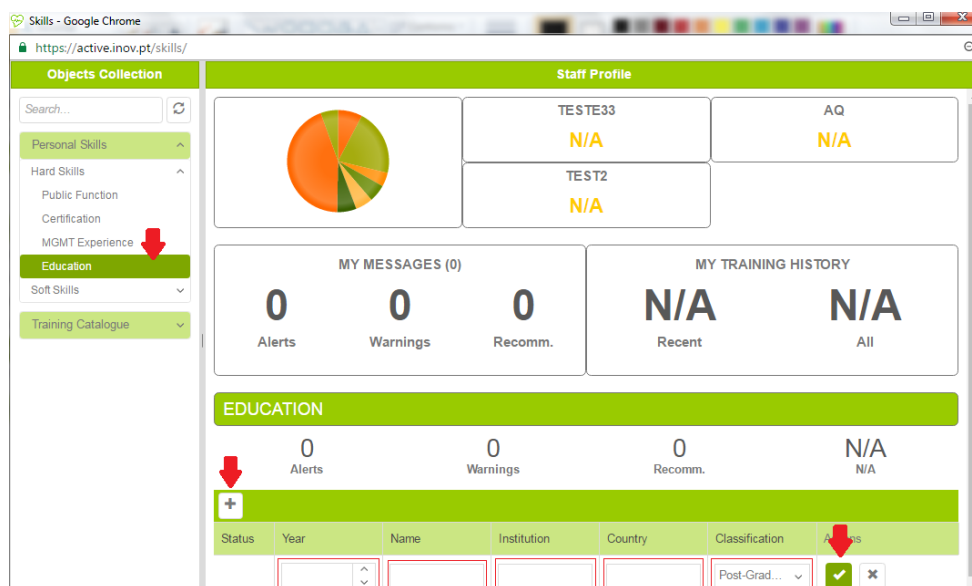 Skills - Google Chrome
https://active.inov.pt/skills/
Objects Collection
Staff Profile
Search...
Personal Skills
Hard Skills
Public Function
Certification
MGMT Experience
Education
Soft Skills
Training Catalogue
TESTE33
N/A
AQ
N/A
TEST2
N/A
MY MESSAGES (0)
0 0 0
Alerts Warnings Recomm.
MY TRAINING HISTORY
N/A N/A
Recent All
EDUCATION
0 0 0 N/A
Alerts Warnings Recomm. N/A
+
Status Year Name Institution Country Classification
Post-Grad...